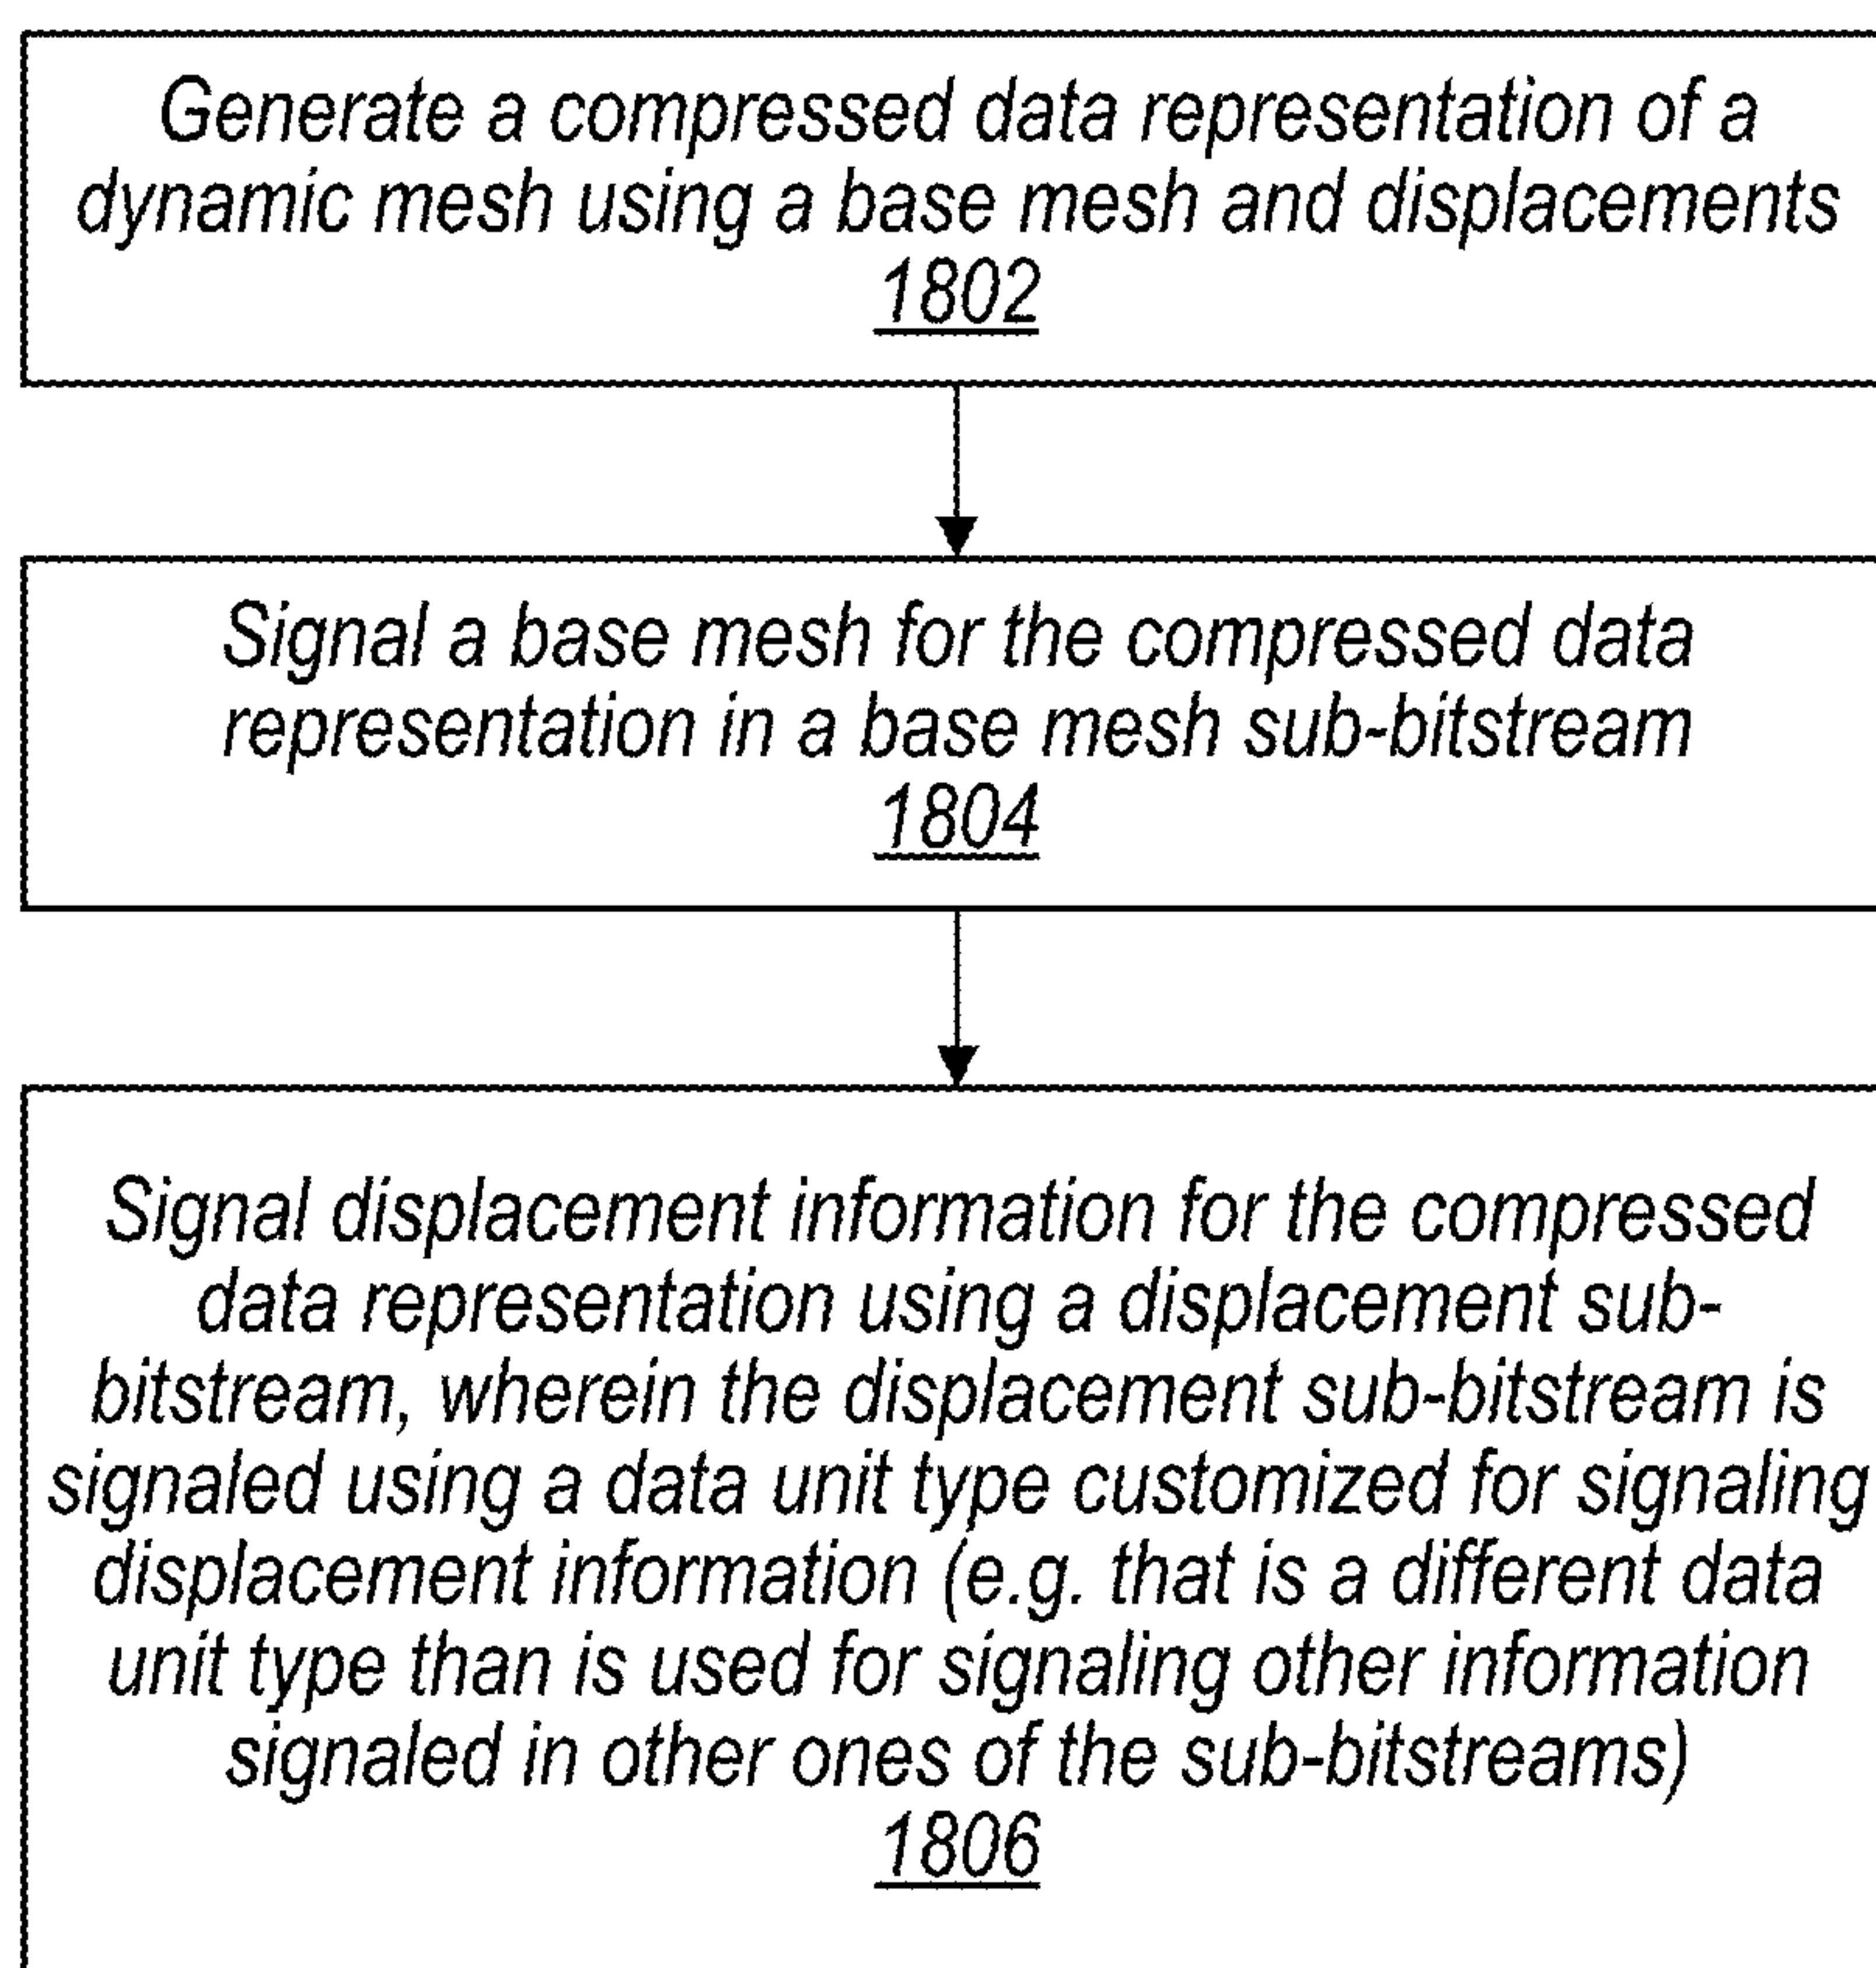 Generate a compressed data representation of a
dynamic mesh using a base mesh and displacements
1802
Signal a base mesh for the compressed data
representation in a base mesh sub-bitstream
1804
Signal displacement information for the compressed
data representation using a displacement sub-
bitstream, wherein the displacement sub-bitstream is
signaled using a data unit type customized for signaling
displacement information (e.g. that is a different data
unit type than is used for signaling other information
signaled in other ones of the sub-bitstreams)
1806